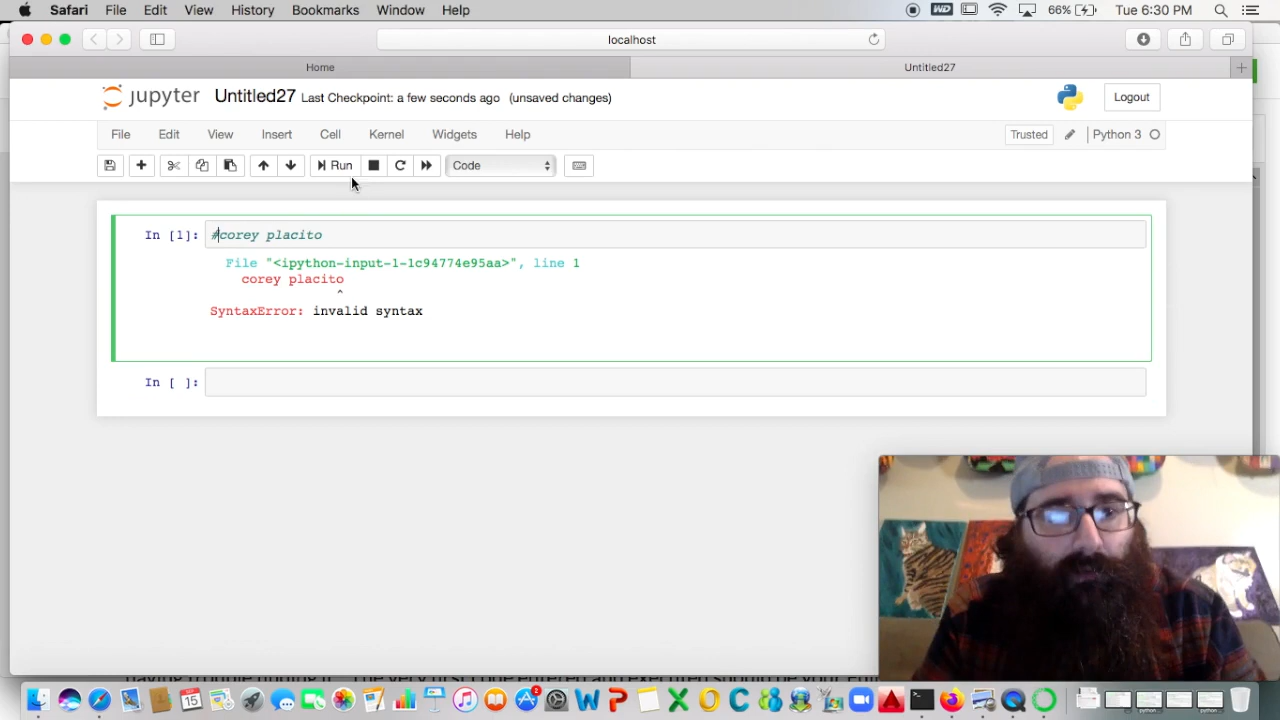 Safari File Edit View History Bookmarks Window Help WD 66% Tue 6:30 PM
localhost
Home Untitled27
jupyter Untitled27 Last Checkpoint: a few seconds ago (unsaved changes) Logout
File Edit View Insert Cell Kernel Widgets Help Trusted Python 3
Run Code
In [1]: #corey placito
File "<ipython-input-1-1c94774e95aa>", line 1
corey placito
^
SyntaxError: invalid syntax
In [ ]: